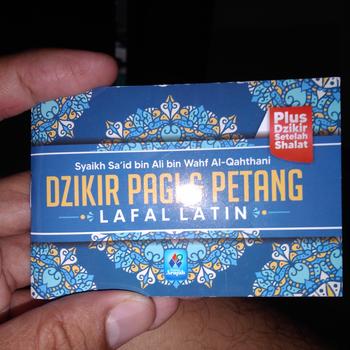 Plus
Dzikir
Setelah
Shalat
Syaikh Sa'id bin Ali bin Wahf Al-Qahthani
DZIKIR PAGI & PETANG
LAFAL LATIN